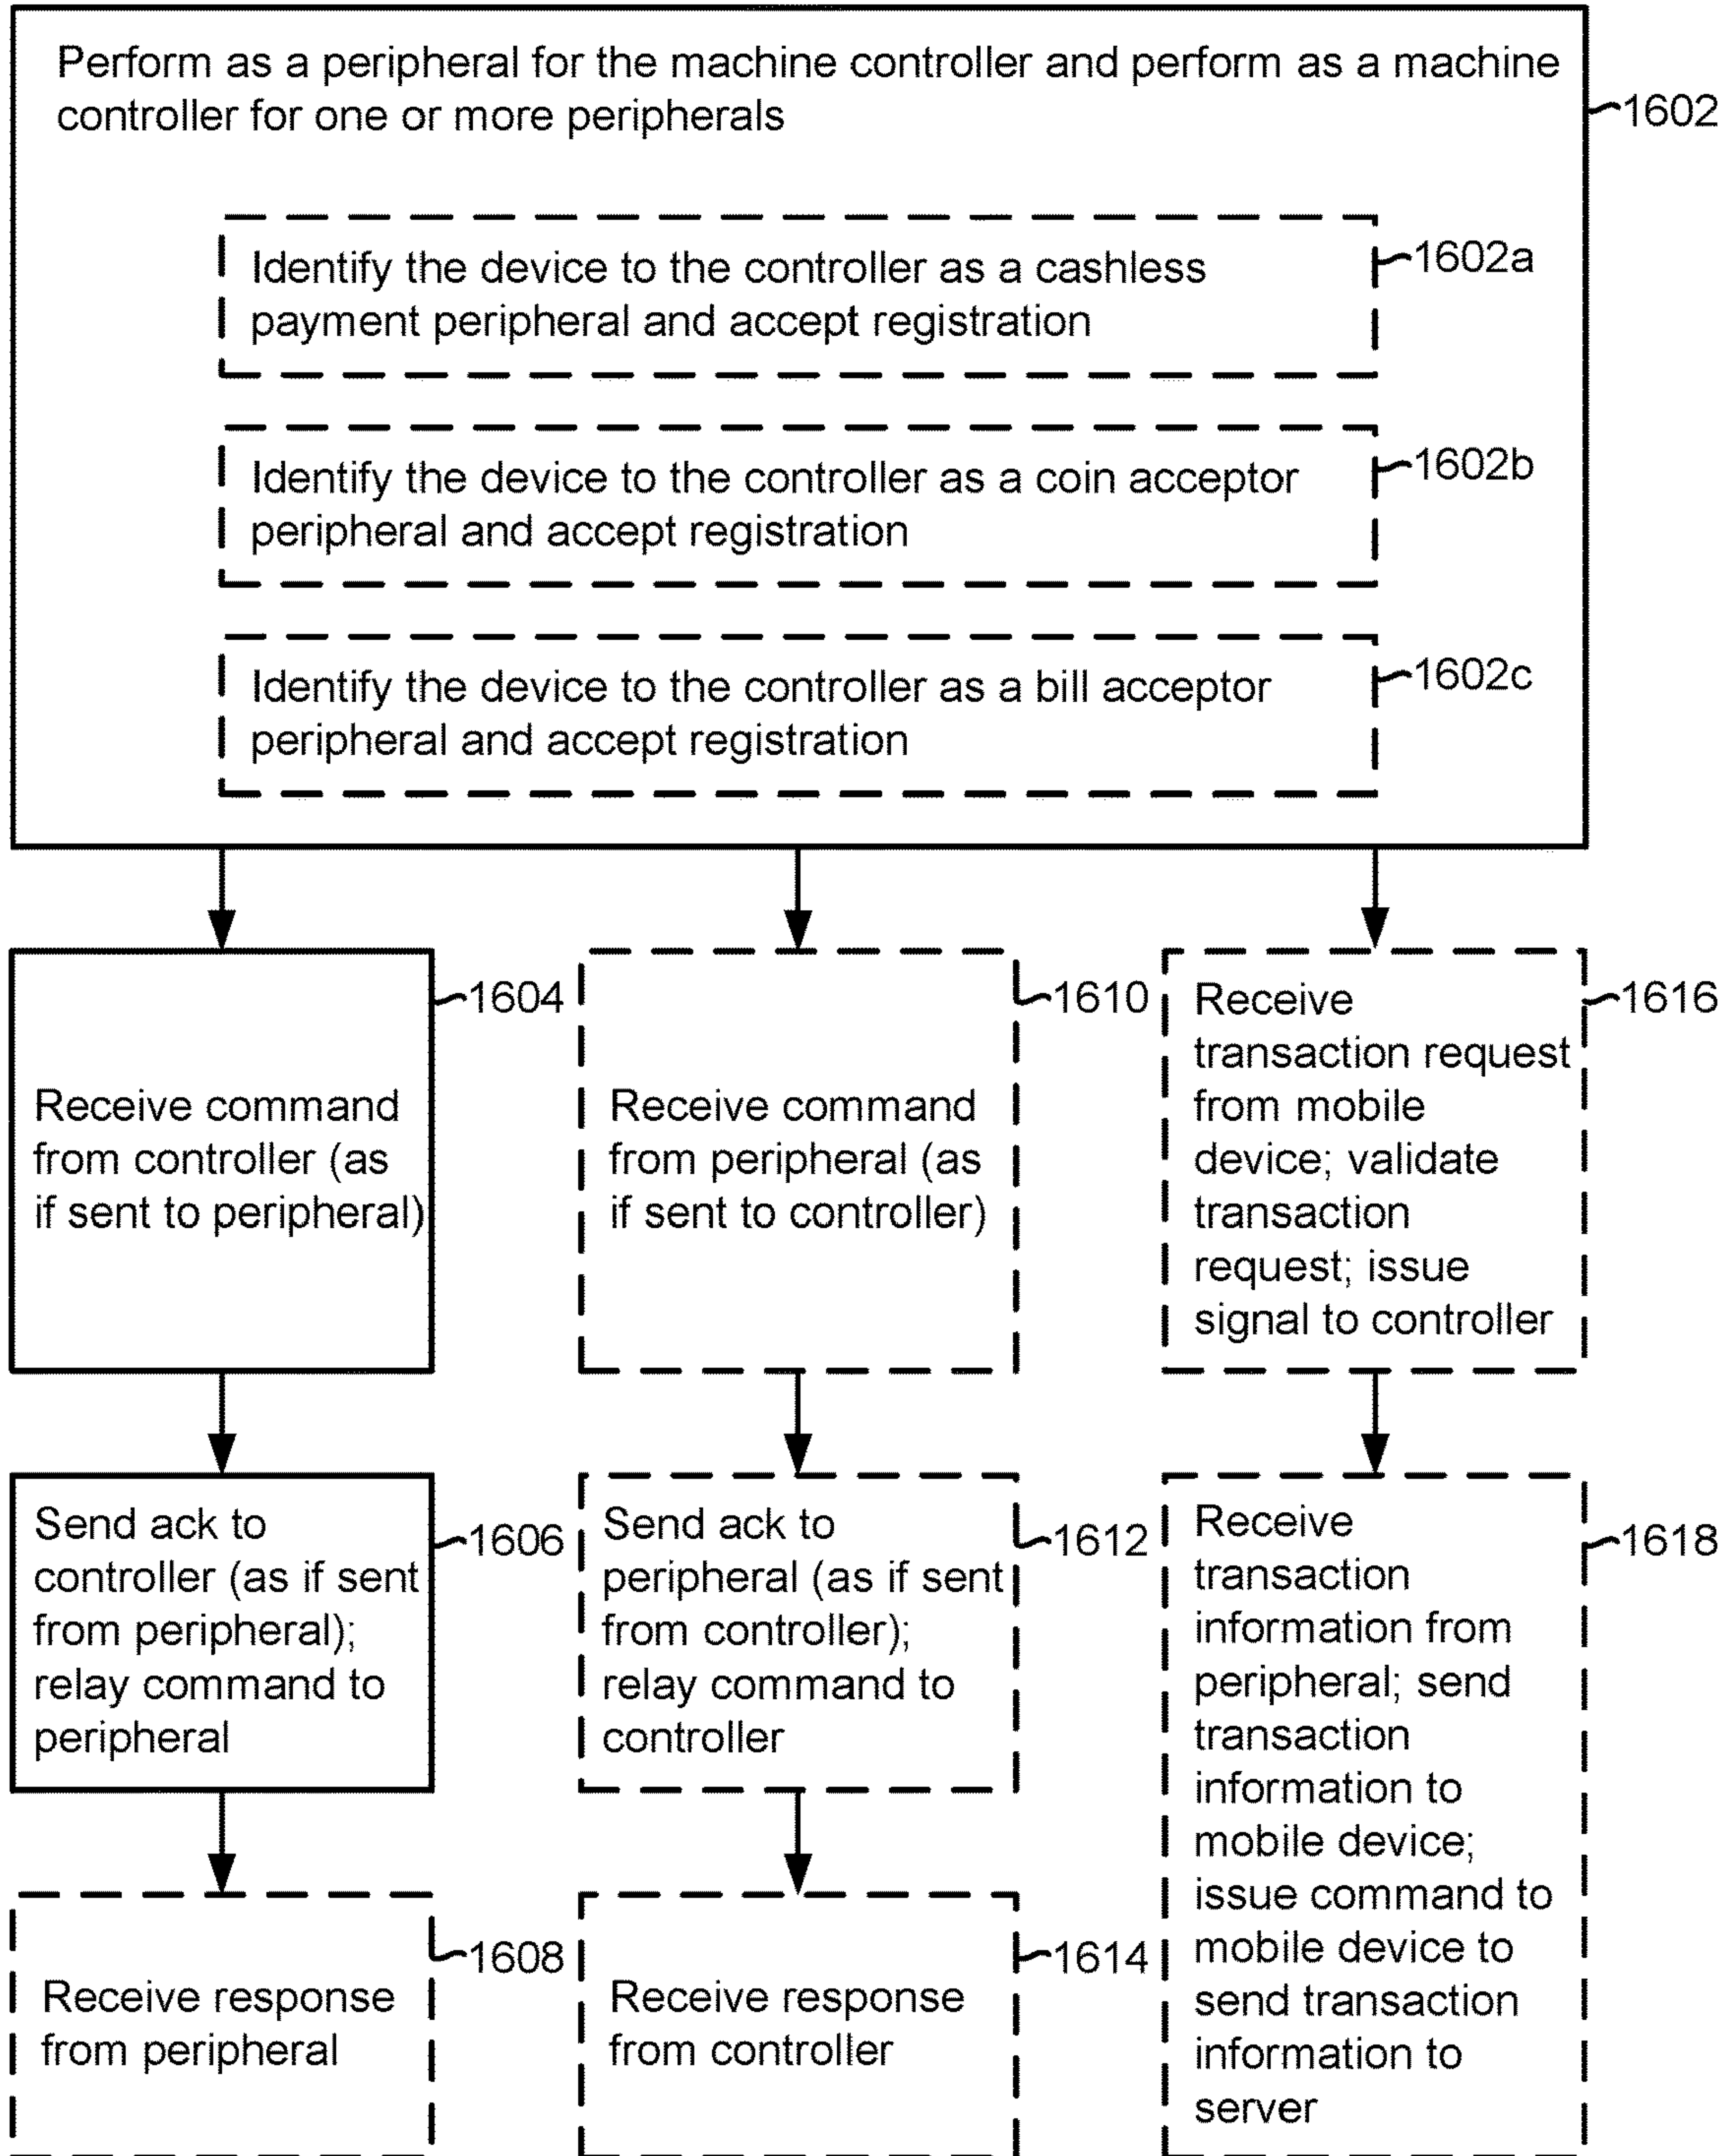 Perform as a peripheral for the machine controller and perform as a machine
controller for one or more peripherals
1602
Identify the device to the controller as a cashless
payment peripheral and accept registration
1602a
Identify the device to the controller as a coin acceptor
peripheral and accept registration
1602b
Identify the device to the controller as a bill acceptor
peripheral and accept registration
1602c
1604
Receive command
from controller (as
if sent to peripheral)
1610
Receive command
from peripheral (as
if sent to controller)
1616
Receive
transaction request
from mobile
device; validate
transaction
request; issue
signal to controller
Send ack to
controller (as if sent
from peripheral);
relay command to
peripheral
1606
Send ack to
peripheral (as if sent
from controller);
relay command to
controller
1612
Receive
transaction
information from
peripheral; send
transaction
information to
mobile device;
issue command to
mobile device to
send transaction
information to
server
1618
1608
Receive response
from peripheral
1614
Receive response
from controller